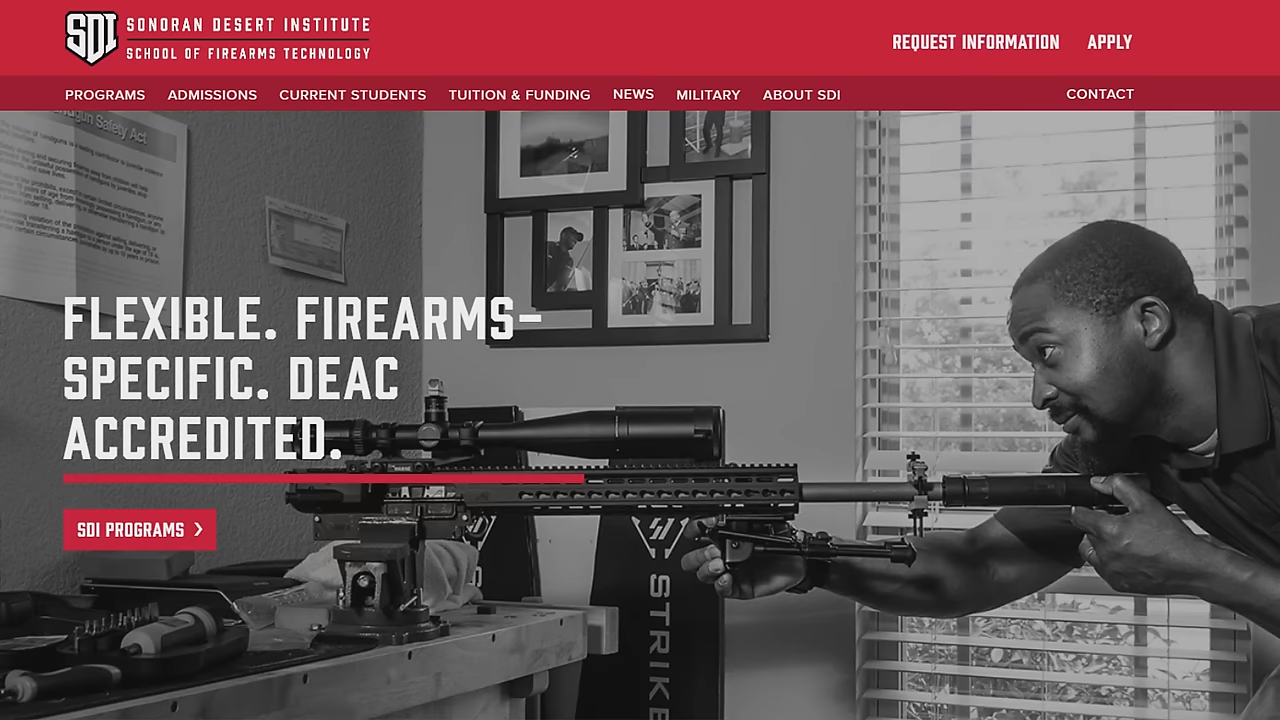 SDI
SONORAN DESERT INSTITUTE
SCHOOL OF FIREARMS TECHNOLOGY
REQUEST INFORMATION APPLY
PROGRAMS ADMISSIONS CURRENT STUDENTS TUITION & FUNDING NEWS MILITARY ABOUT SDI CONTACT
Safety Act
FLEXIBLE. FIREARMS-
SPECIFIC. DEAC
ACCREDITED.
SDI PROGRAMS
STRIKE